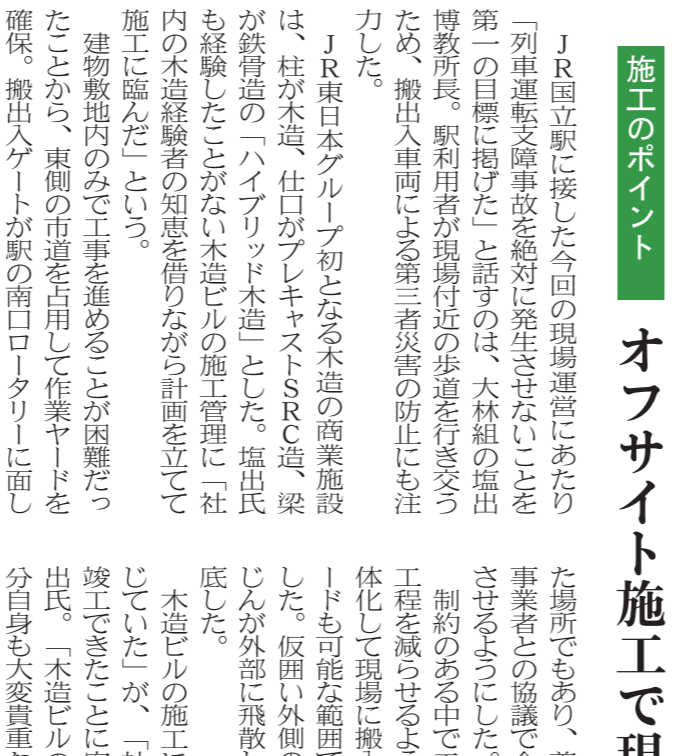 施工のポイント
オフサイト施工で現
ＪＲ国立駅に接した今回の現場運営にあたり
「列車運転支障事故を絶対に発生させないことを
第一の目標に掲げた」と話すのは、大林組の塩出
博教所長。駅利用者が現場付近の歩道を行き交う
ため、搬出入車両による第三者災害の防止にも注
力した。
ＪＲ東日本グループ初となる木造の商業施設
は、柱が木造、仕口がプレキャストＳＲＣ造、梁
が鉄骨造の「ハイブリッド木造」とした。塩出氏
も経験したことがない木造ビルの施工管理に「社
内の木造経験者の知恵を借りながら計画を立てて
施工に臨んだ」という。
建物敷地内のみで工事を進めることが困難だっ
たことから、東側の市道を占用して作業ヤードを
確保。搬出入ゲートが駅の南口ロータリーに面し
た場所でもあり、
事業者との協議で
させるようにした。
制約のある中で
工程を減らせるよ
体化して現場に搬
ードも可能な範囲で
した。仮囲い外側の
じんが外部に飛散
底した。
木造ビルの施工に
じていた」が、「
竣工できたことに
出氏。「木造ビルの
分自身も大変貴重